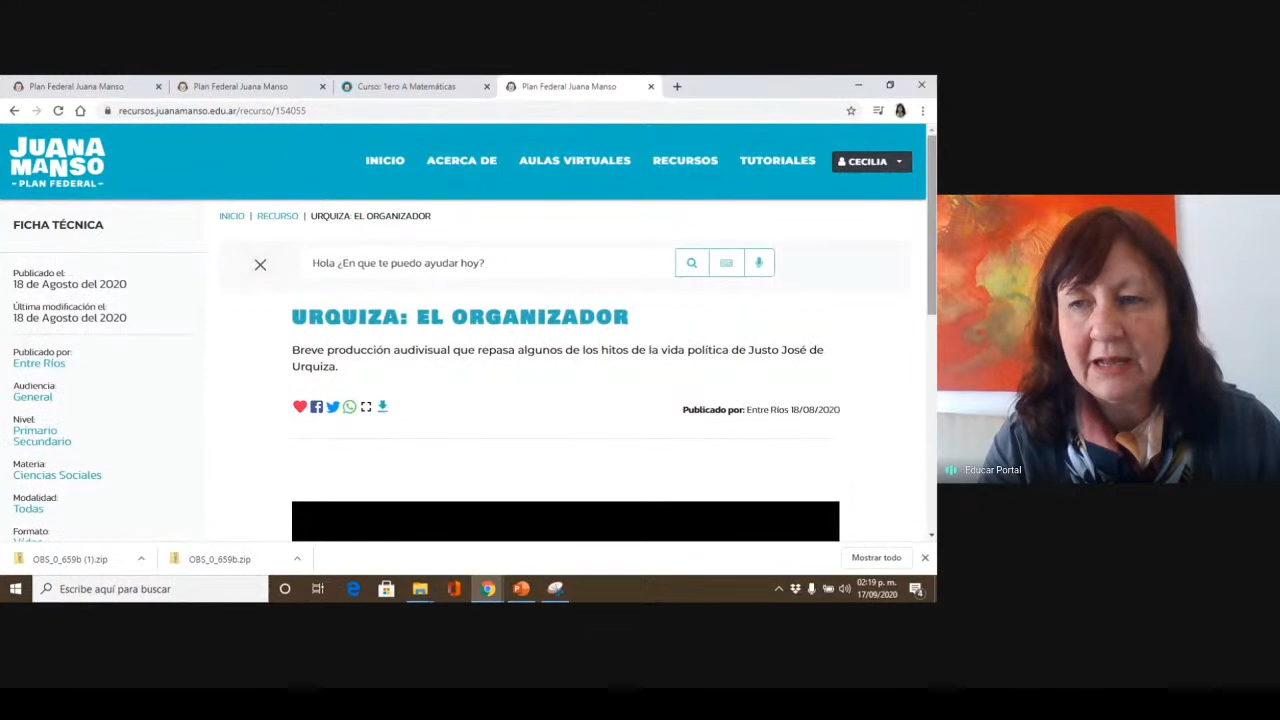 Plan Federal Juana Manso
Plan Federal Juana Manso
Curso: 1ero A Matemáticas
Plan Federal Juana Manso
recursos.juanamanso.edu.ar/recurso/154055
JUANA
MANSO
- PLAN FEDERAL -
INICIO
ACERCA DE
AULAS VIRTUALES
RECURSOS
TUTORIALES
CECILIA
FICHA TÉCNICA
Publicado el:
18 de Agosto del 2020
Última modificación el:
18 de Agosto del 2020
Publicado por:
Entre Ríos
Audiencia:
General
Nivel:
Primario
Secundario
Materia:
Ciencias Sociales
Modalidad:
Todas
Formato:
INICIO | RECURSO | URQUIZA: EL ORGANIZADOR
Hola ¿En que te puedo ayudar hoy?
URQUIZA: EL ORGANIZADOR
Breve producción audivisual que repasa algunos de los hitos de la vida política de Justo José de
Urquiza.
Publicado por: Entre Ríos 18/08/2020
Educar Portal
OBS_0_659b (1).zip
OBS_0_659b.zip
Mostrar todo
Escribe aquí para buscar
02:19 p. m.
17/09/2020
4